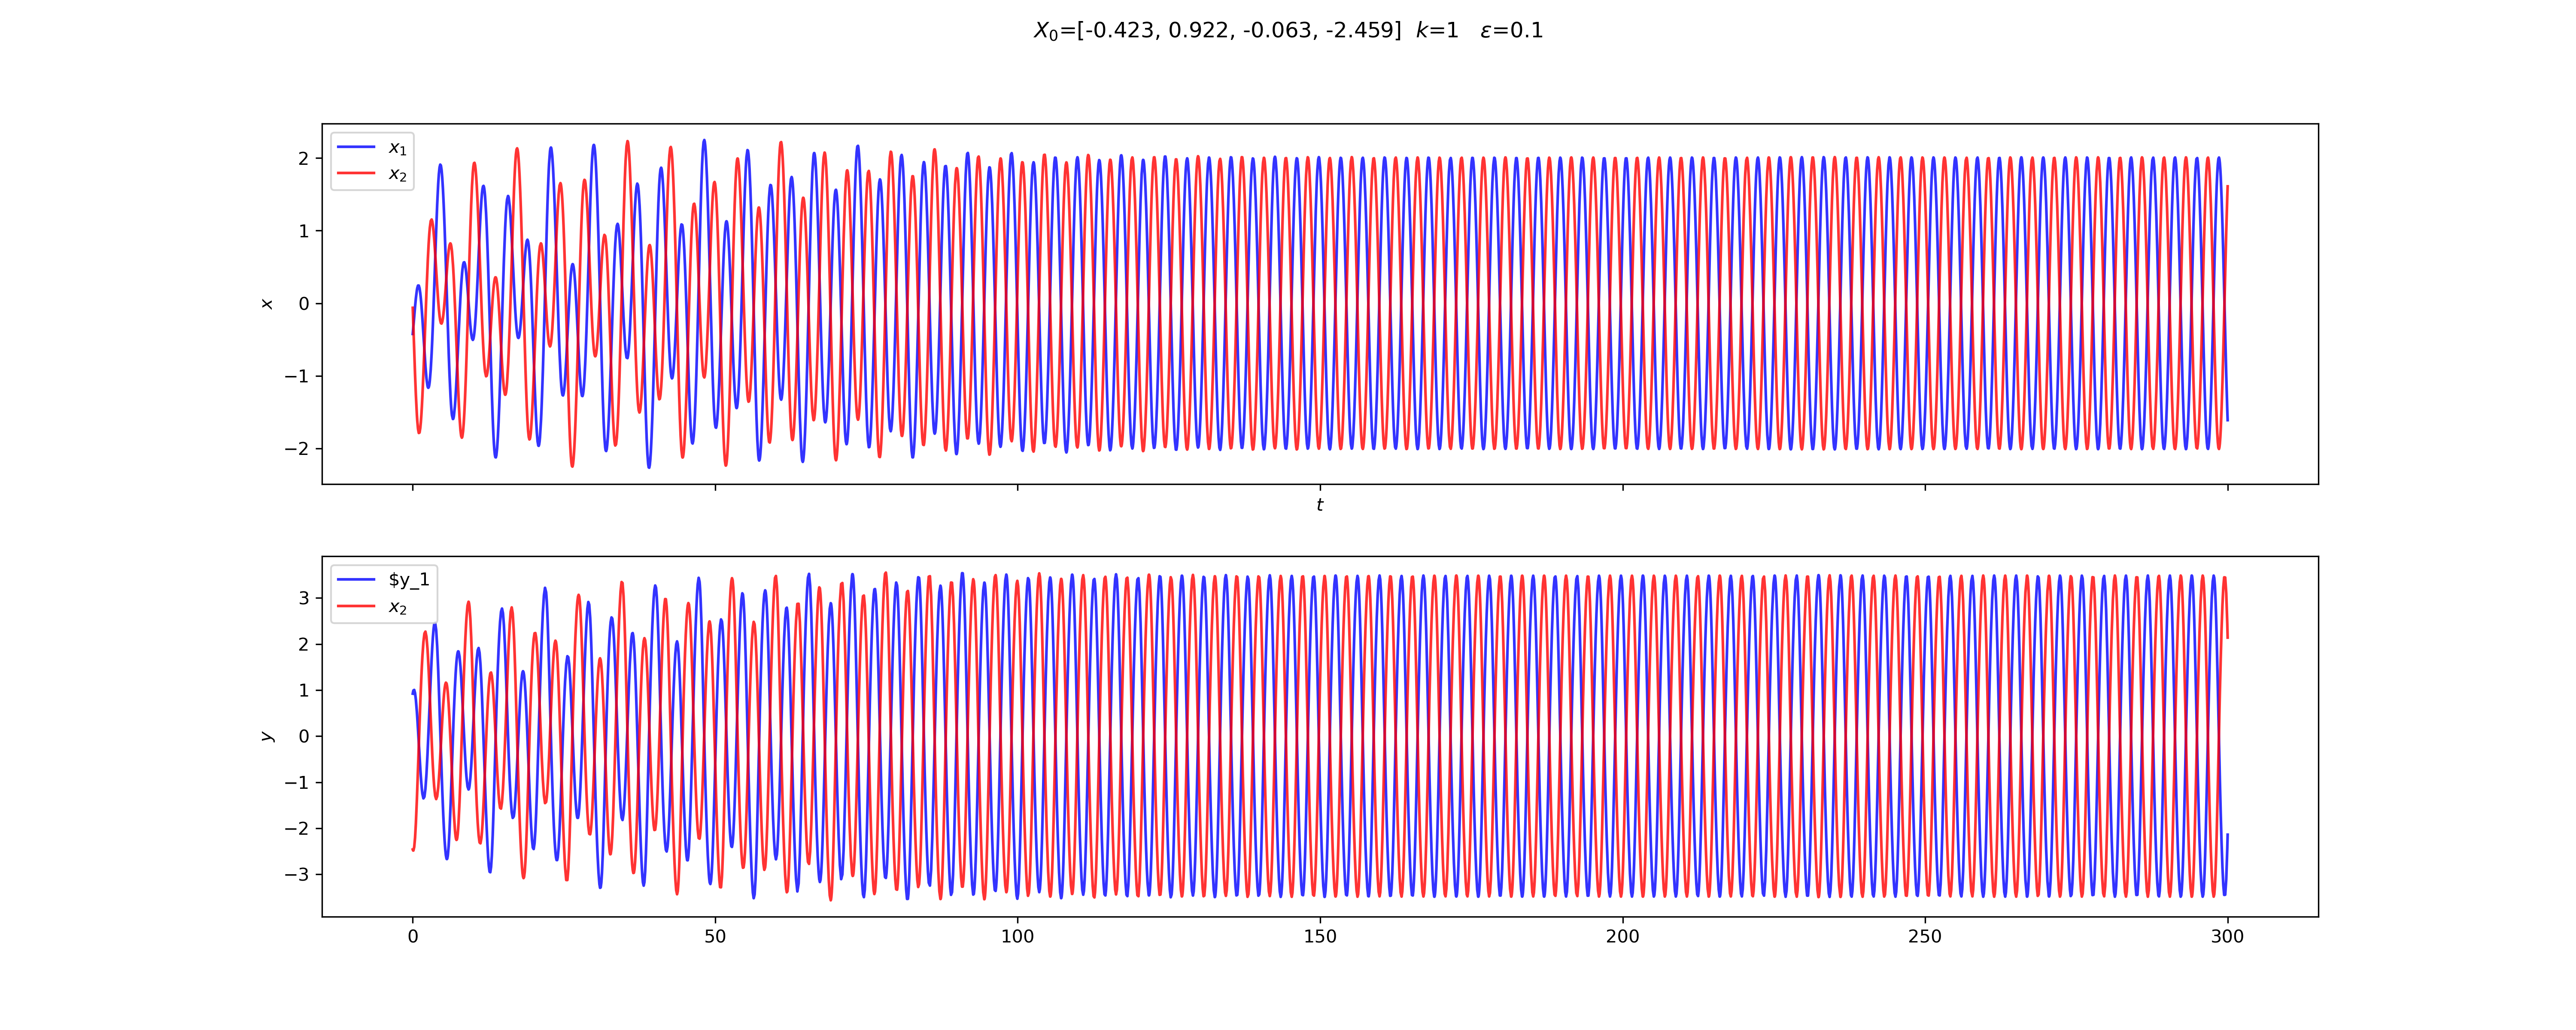 X₀=[-0.423, 0.922, -0.063, -2.459] k=1 ε=0.1
x₁
x₂
2
1
0
−1
−2
x
t
$y_1
x₂
3
2
1
0
−1
−2
−3
y
0 50 100 150 200 250 300